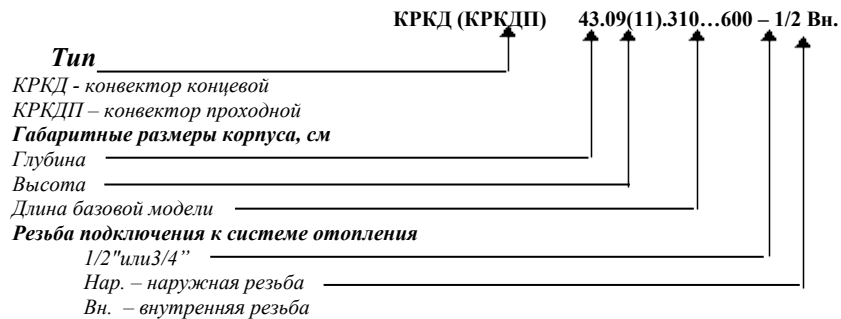 КРКД (КРКДП) 43.09(11).310…600 – 1/2 Вн.
Тип
КРКД - конвектор концевой
КРКДП – конвектор проходной
Габаритные размеры корпуса, см
Глубина
Высота
Длина базовой модели
Резьба подключения к системе отопления
1/2"или3/4”
Нар. – наружная резьба
Вн. – внутренняя резьба